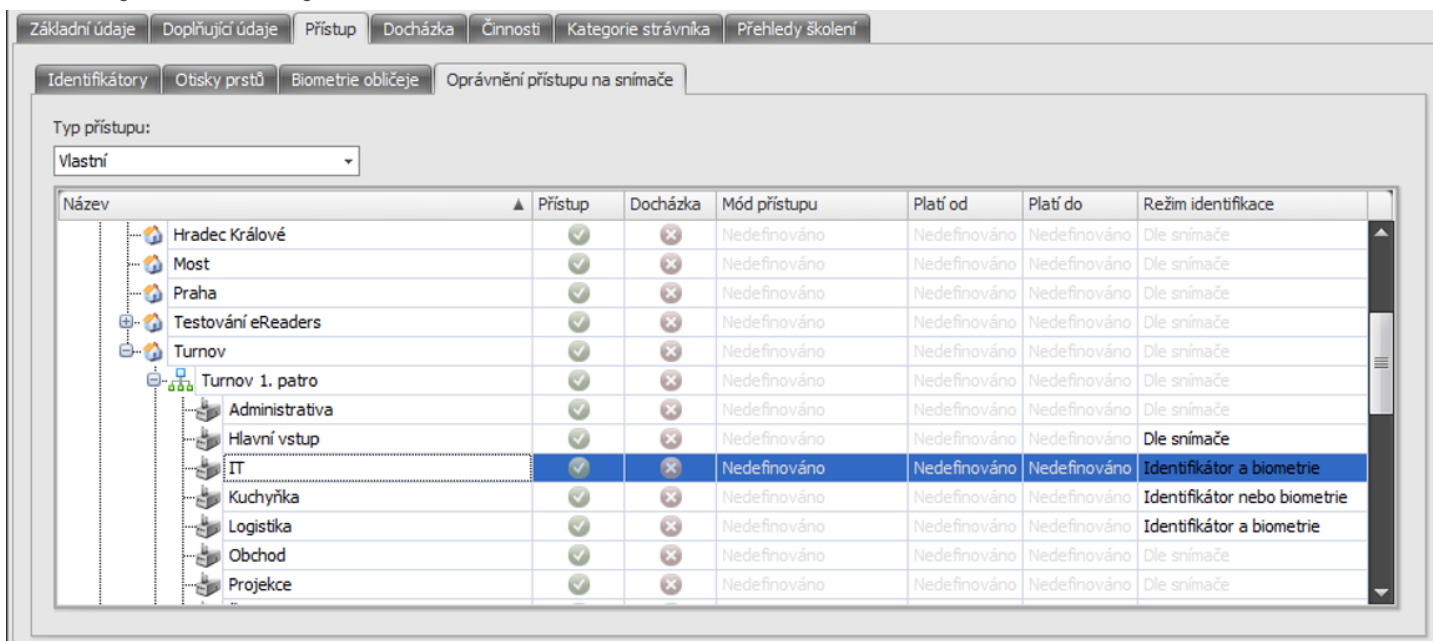 Základní údaje Doplňující údaje Přístup Docházka Činnosti Kategorie strávníka Přehledy školení
Identifikátory Otisky prstů Biometrie obličeje Oprávnění přístupu na snímače
Typ přístupu:
Vlastní
Název Přístup Docházka Mód přístupu Platí od Platí do Režim identifikace
Hradec Králové Nedefinováno Nedefinováno Nedefinováno Dle snímače
Most Nedefinováno Nedefinováno Nedefinováno Dle snímače
Praha Nedefinováno Nedefinováno Nedefinováno Dle snímače
Testování eReaders Nedefinováno Nedefinováno Nedefinováno Dle snímače
Turnov Nedefinováno Nedefinováno Nedefinováno Dle snímače
Turnov 1. patro Nedefinováno Nedefinováno Nedefinováno Dle snímače
Administrativa Nedefinováno Nedefinováno Nedefinováno Dle snímače
Hlavní vstup Nedefinováno Nedefinováno Nedefinováno Dle snímače
IT Nedefinováno Nedefinováno Nedefinováno Identifikátor a biometrie
Kuchyňka Nedefinováno Nedefinováno Nedefinováno Identifikátor nebo biometrie
Logistika Nedefinováno Nedefinováno Nedefinováno Identifikátor a biometrie
Obchod Nedefinováno Nedefinováno Nedefinováno Dle snímače
Projekce Nedefinováno Nedefinováno Nedefinováno Dle snímače